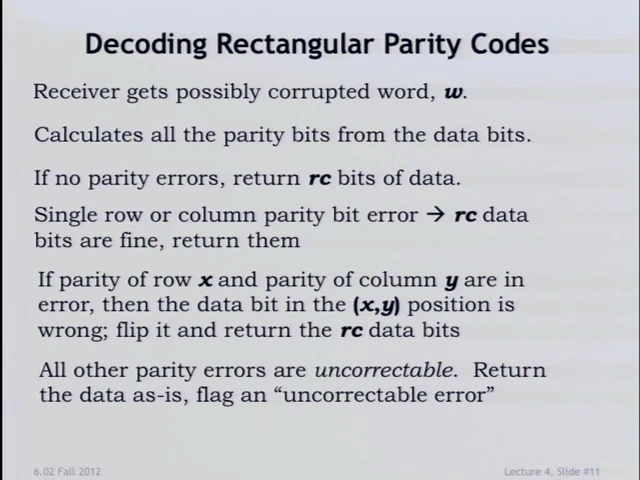 Decoding Rectangular Parity Codes
Receiver gets possibly corrupted word, w.
Calculates all the parity bits from the data bits.
If no parity errors, return rc bits of data.
Single row or column parity bit error → rc data
bits are fine, return them
If parity of row x and parity of column y are in
error, then the data bit in the (x,y) position is
wrong; flip it and return the rc data bits
All other parity errors are uncorrectable. Return
the data as-is, flag an “uncorrectable error”
6.02 Fall 2012
Lecture 4, Slide #11